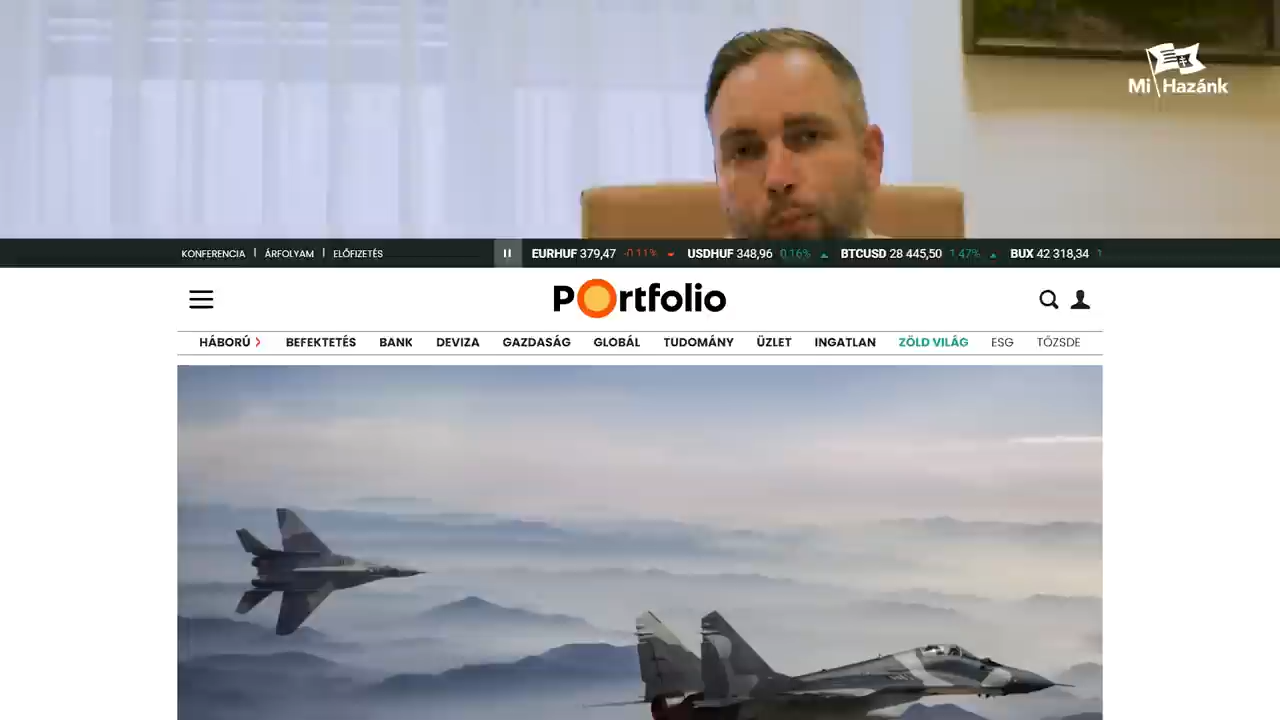 Mi Hazánk
KONFERENCIA | ÁRFOLYAM | ELŐFIZETÉS
EURHUF 379,47 -0.11% USDHUF 348,96 0.16% BTCUSD 28 445,50 1.47% BUX 42 318,34
Portfolio
HÁBORÚ BEFEKTETÉS BANK DEVIZA GAZDASÁG GLOBÁL TUDOMÁNY ÜZLET INGATLAN ZÖLD VILÁG ESG TŐZSDE